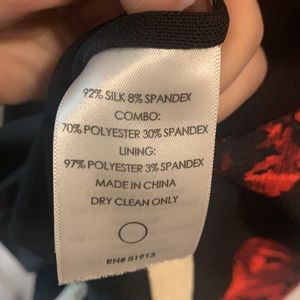 92% SILK 8% SPANDEX
COMBO:
70% POLYESTER 30% SPANDEX
LINING:
97% POLYESTER 3% SPANDEX
MADE IN CHINA
DRY CLEAN ONLY
RN# 51913